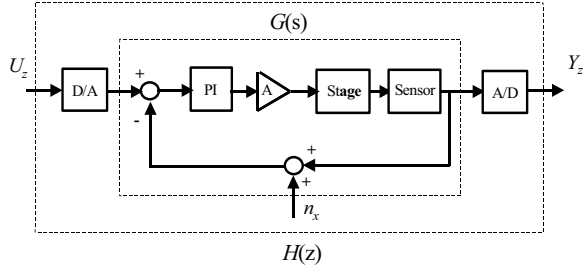 G(s)
U_z
Y_z
+
D/A
PI
A
Stage
Sensor
A/D
-
+
+
n_x
H(z)